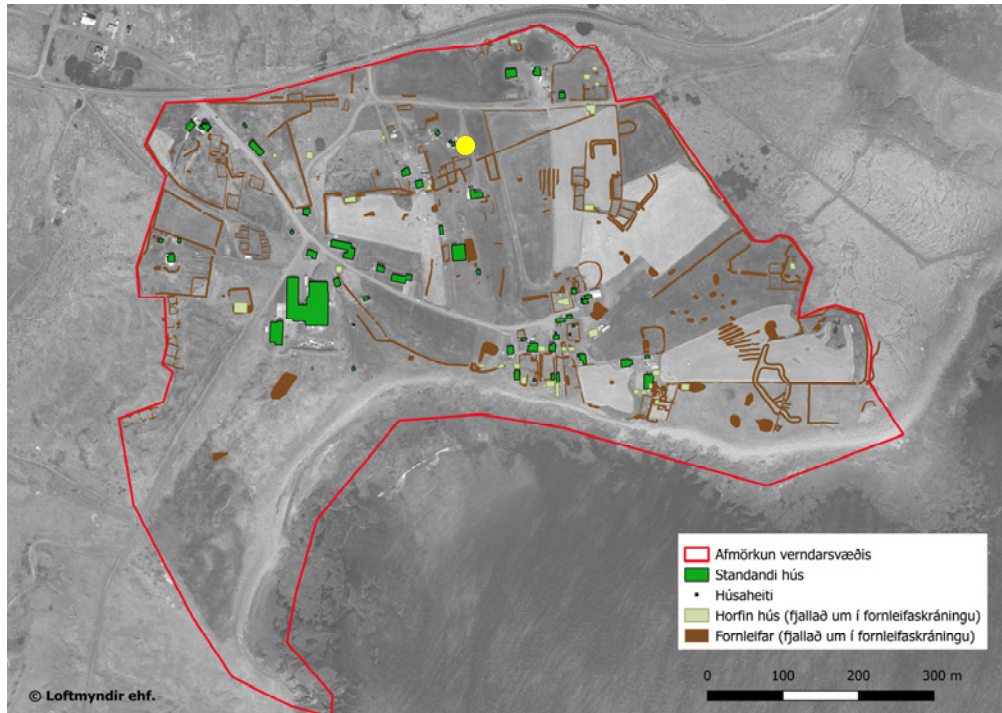 Afmörkun verndarsvæðis
Standandi hús
Húsaheiti
Horfin hús (fjallað um í fornleifaskráningu)
Fornleifar (fjallað um í fornleifaskráningu)
0 100 200 300 m
© Loftmyndir ehf.